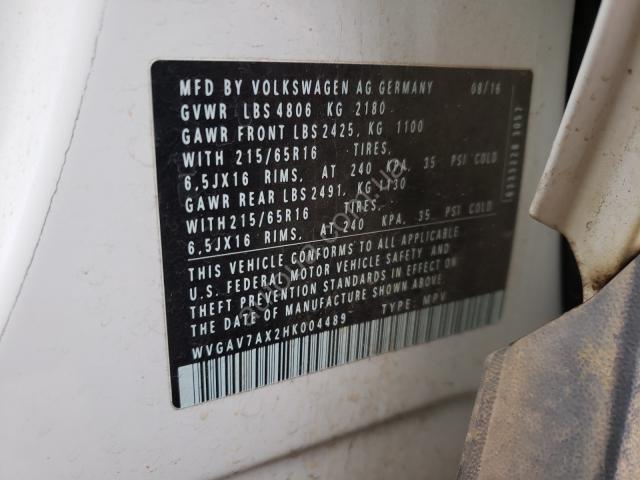 MFD BY VOLKSWAGEN AG GERMANY 08/16
GVWR LBS 4806 KG 2180
GAWR FRONT LBS 2425, KG 1100
WITH 215/65R16 TIRES,
6,5JX16 RIMS, AT 240 KPA, 35 PSI COLD
GAWR REAR LBS 2491, KG 1130
WITH215/65R16 TIRES,
6,5JX16 RIMS, AT 240 KPA, 35 PSI COLD
THIS VEHICLE CONFORMS TO ALL APPLICABLE
U.S. FEDERAL MOTOR VEHICLE SAFETY AND
THEFT PREVENTION STANDARDS IN EFFECT ON
THE DATE OF MANUFACTURE SHOWN ABOVE.
WVGAV7AX2HK004489 TYPE: MPV